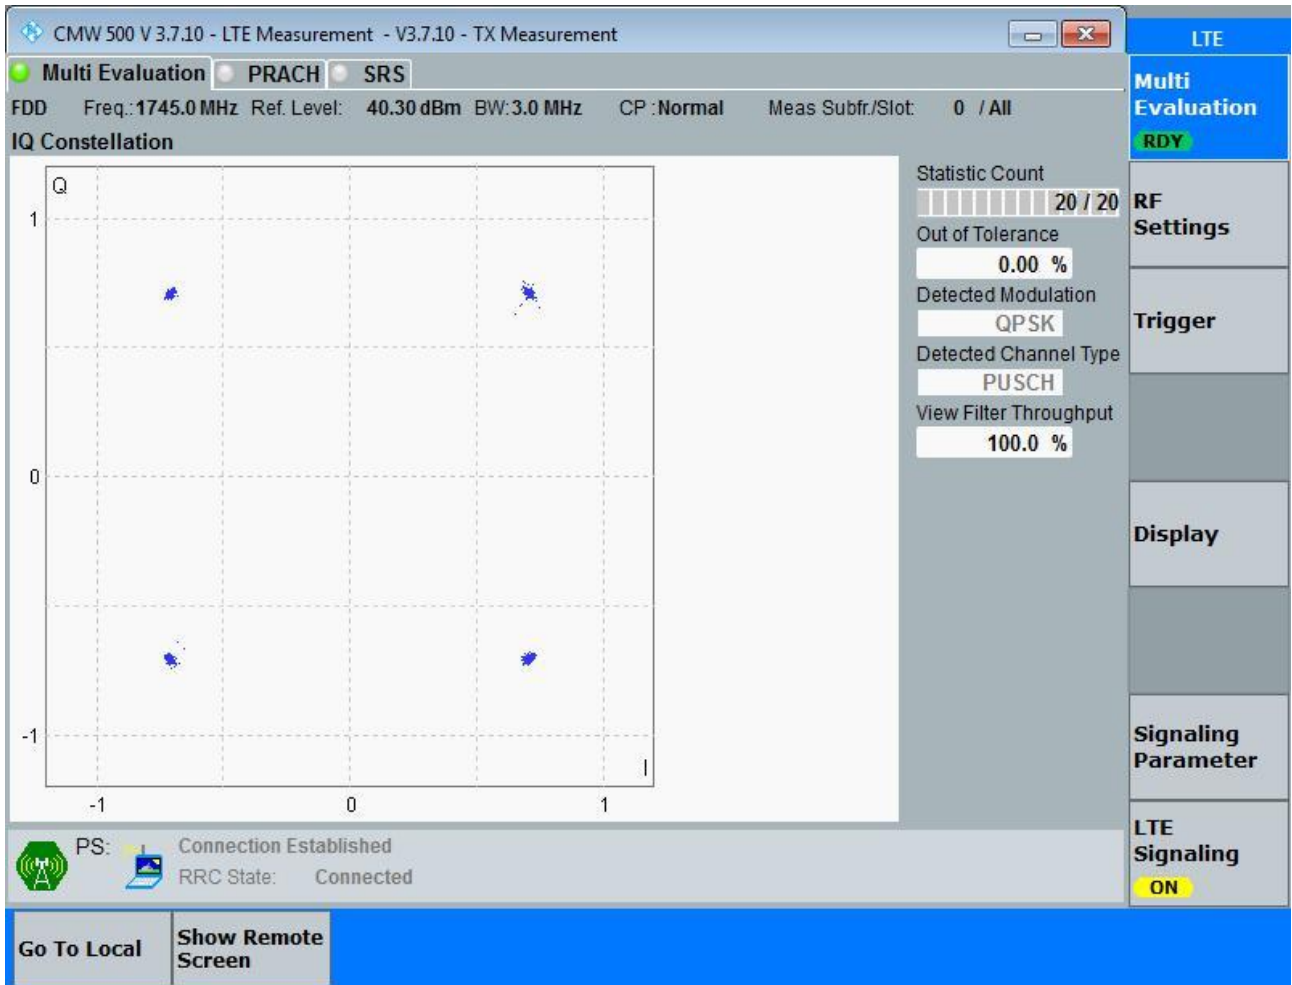 CMW 500 V 3.7.10 - LTE Measurement - V3.7.10 - TX Measurement
LTE
Multi Evaluation PRACH SRS
FDD Freq.:1745.0 MHz Ref. Level: 40.30 dBm BW:3.0 MHz CP :Normal Meas Subfr./Slot: 0 / All
IQ Constellation
Q
1
0
-1
I
-1 0 1
Statistic Count
20 / 20
Out of Tolerance
0.00 %
Detected Modulation
QPSK
Detected Channel Type
PUSCH
View Filter Throughput
100.0 %
Multi
Evaluation
RDY
RF
Settings
Trigger
Display
Signaling
Parameter
LTE
Signaling
ON
PS: Connection Established
RRC State: Connected
Go To Local
Show Remote
Screen